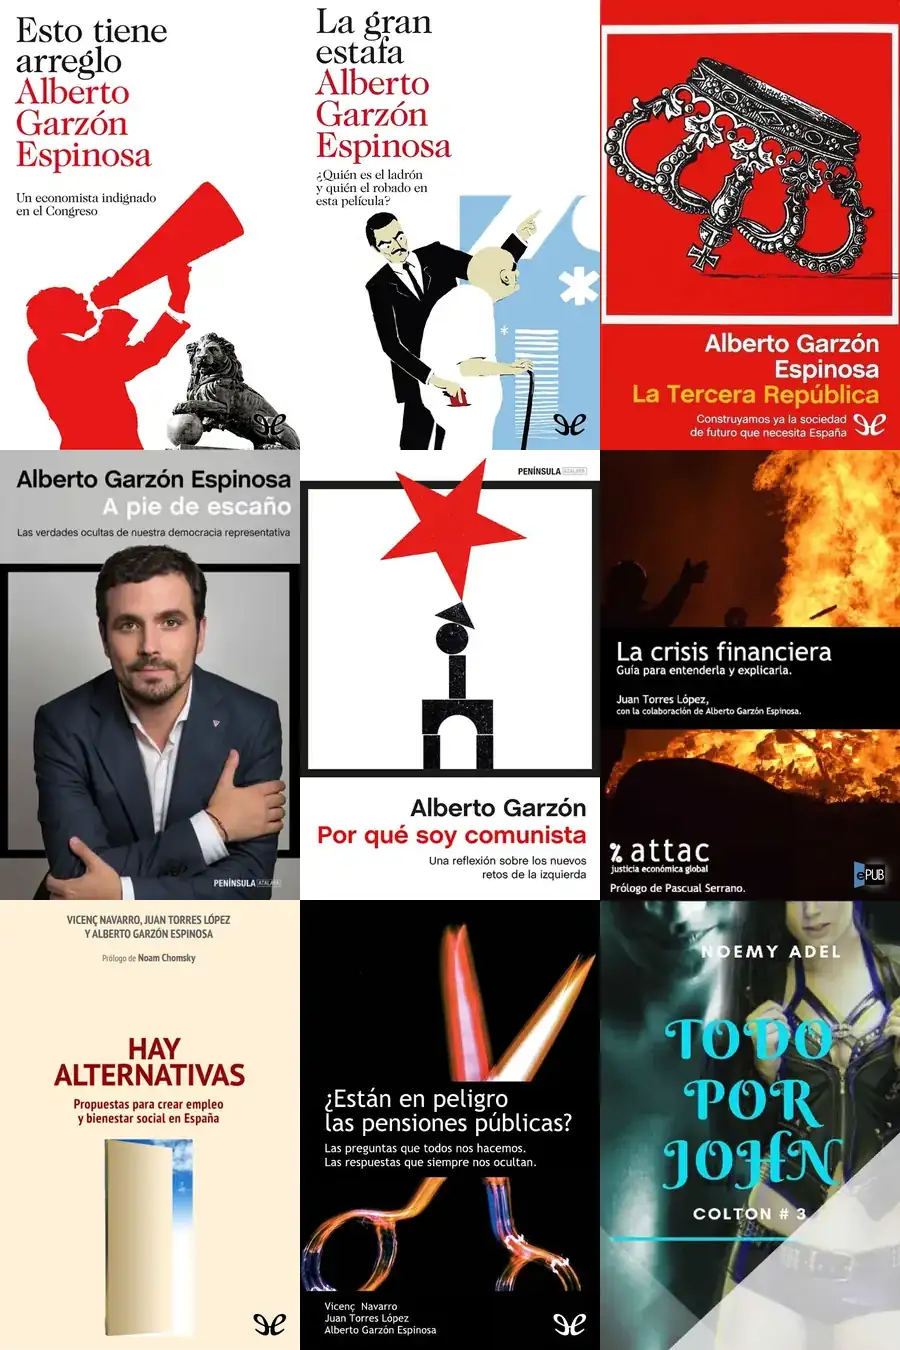 Esto tiene
arreglo
Alberto
Garzón
Espinosa
Un economista indignado
en el Congreso
La gran
estafa
Alberto
Garzón
Espinosa
¿Quién es el ladrón
y quién el robado en
esta película?
Alberto Garzón
Espinosa
La Tercera República
Construyamos ya la sociedad
de futuro que necesita España
Alberto Garzón Espinosa
A pie de escaño
Las verdades ocultas de nuestra democracia representativa
PENÍNSULA ATALAYA
PENÍNSULA ATALAYA
Alberto Garzón
Por qué soy comunista
Una reflexión sobre los nuevos
retos de la izquierda
La crisis financiera
Guía para entenderla y explicarla.
Juan Torres López,
con la colaboración de Alberto Garzón Espinosa.
attac
justicia económica global
Prólogo de Pascual Serrano.
ePUB
VICENÇ NAVARRO, JUAN TORRES LÓPEZ
Y ALBERTO GARZÓN ESPINOSA
Prólogo de Noam Chomsky
HAY
ALTERNATIVAS
Propuestas para crear empleo
y bienestar social en España
¿Están en peligro
las pensiones públicas?
Las preguntas que todos nos hacemos.
Las respuestas que siempre nos ocultan.
Vicenç Navarro
Juan Torres López
Alberto Garzón Espinosa
NOEMY ADEL
TODO
POR
JOHN
COLTON # 3